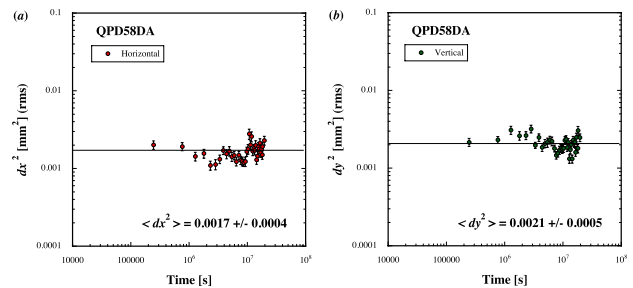 (a)
QPD58DA
Horizontal
dx² [mm²] (rms)
0.1
0.01
0.001
0.0001
< dx² > = 0.0017 +/- 0.0004
10000
100000
10⁶
10⁷
10⁸
Time [s]
(b)
QPD58DA
Vertical
dy² [mm²] (rms)
0.1
0.01
0.001
0.0001
< dy² > = 0.0021 +/- 0.0005
10000
100000
10⁶
10⁷
10⁸
Time [s]